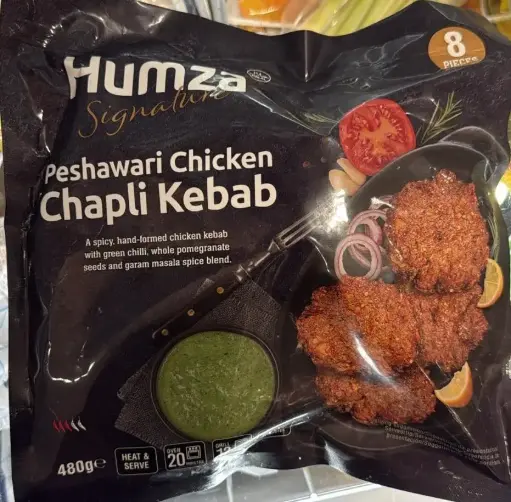 8
PIECES
Humza
Signature
Peshawari Chicken
Chapli Kebab
A spicy, hand-formed chicken kebab
with green chilli, whole pomegranate
seeds and garam masala spice blend.
480g℮
HEAT &
SERVE
OVEN
20
GRILL